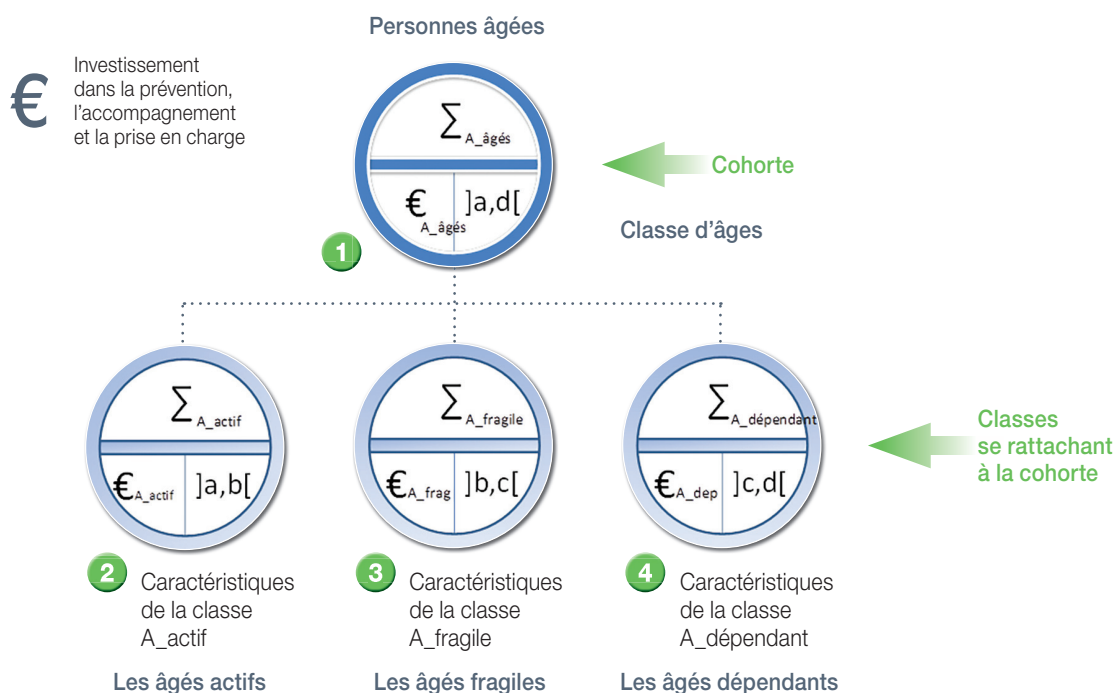 Personnes âgées
€
Investissement
dans la prévention,
l'accompagnement
et la prise en charge
∑A_âgés
€A_âgés ]a,d[
Cohorte
Classe d'âges
1
∑A_actif
€A_actif ]a,b[
∑A_fragile
€A_frag ]b,c[
∑A_dépendant
€A_dep ]c,d[
Classes
se rattachant
à la cohorte
2
Caractéristiques
de la classe
A_actif
Les âgés actifs
3
Caractéristiques
de la classe
A_fragile
Les âgés fragiles
4
Caractéristiques
de la classe
A_dépendant
Les âgés dépendants